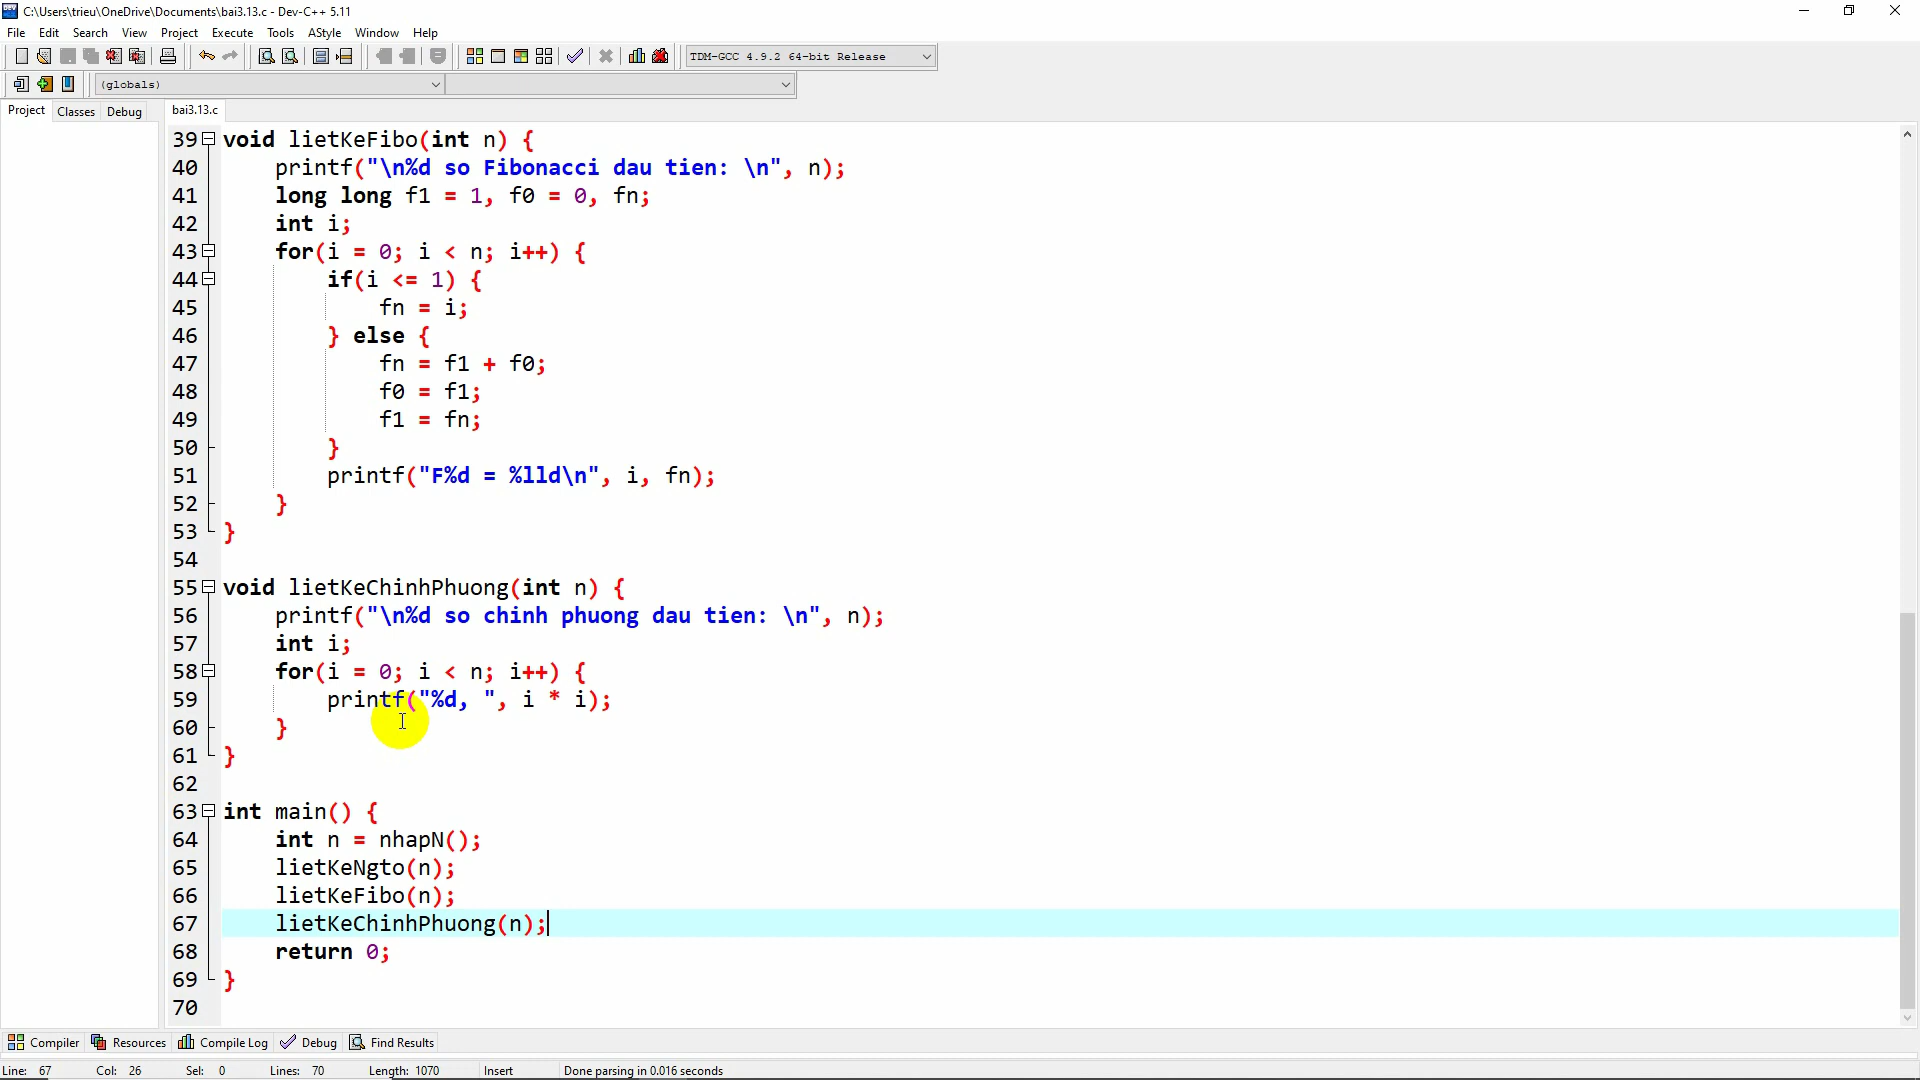 C:\Users\trieu\OneDrive\Documents\bai3.13.c - Dev-C++ 5.11
File Edit Search View Project Execute Tools AStyle Window Help
TDM-GCC 4.9.2 64-bit Release
(globals)
Project Classes Debug bai3.13.c
39 void lietKeFibo(int n) {
40     printf("\n%d so Fibonacci dau tien: \n", n);
41     long long f1 = 1, f0 = 0, fn;
42     int i;
43     for(i = 0; i < n; i++) {
44         if(i <= 1) {
45             fn = i;
46         } else {
47             fn = f1 + f0;
48             f0 = f1;
49             f1 = fn;
50         }
51         printf("F%d = %lld\n", i, fn);
52     }
53 }
54
55 void lietKeChinhPhuong(int n) {
56     printf("\n%d so chinh phuong dau tien: \n", n);
57     int i;
58     for(i = 0; i < n; i++) {
59         printf("%d, ", i * i);
60     }
61 }
62
63 int main() {
64     int n = nhapN();
65     lietKeNgto(n);
66     lietKeFibo(n);
67     lietKeChinhPhuong(n);
68     return 0;
69 }
70
Compiler Resources Compile Log Debug Find Results
Line: 67 Col: 26 Sel: 0 Lines: 70 Length: 1070 Insert Done parsing in 0.016 seconds